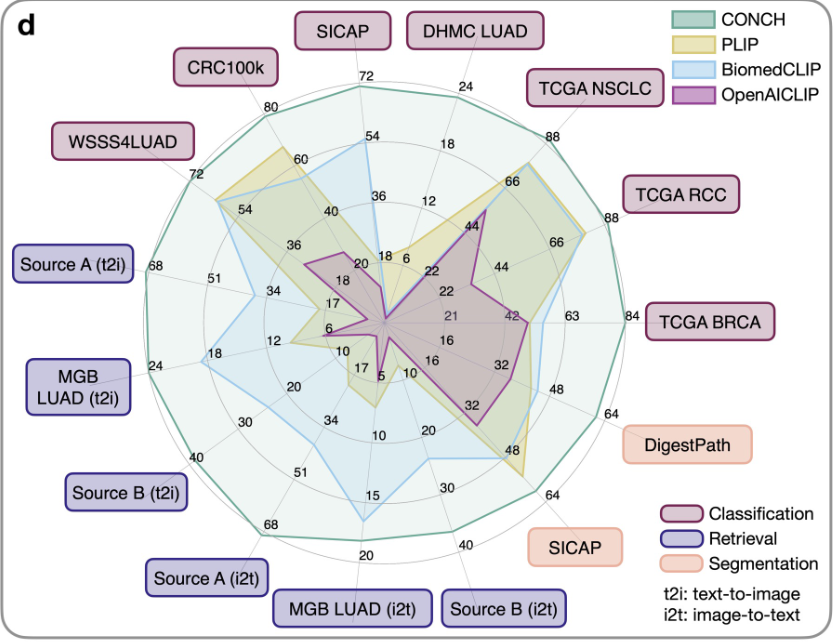 d
SICAP
DHMC LUAD
CONCH
PLIP
BiomedCLIP
OpenAICLIP
CRC100k
TCGA NSCLC
72
24
80
88
WSSS4LUAD
54
18
60
66
72
TCGA RCC
88
54
40
36
12
44
66
36
20
18
6
22
44
Source A (t2i)
68
51
34
18
17
22
6
21
42
63
84
TCGA BRCA
16
12
18
10
17
5
10
16
32
48
MGB
LUAD (t2i)
24
20
32
64
30
34
10
20
48
DigestPath
40
Source B (t2i)
51
15
30
64
68
20
40
SICAP
Classification
Retrieval
Segmentation
Source A (i2t)
MGB LUAD (i2t)
Source B (i2t)
t2i: text-to-image
i2t: image-to-text